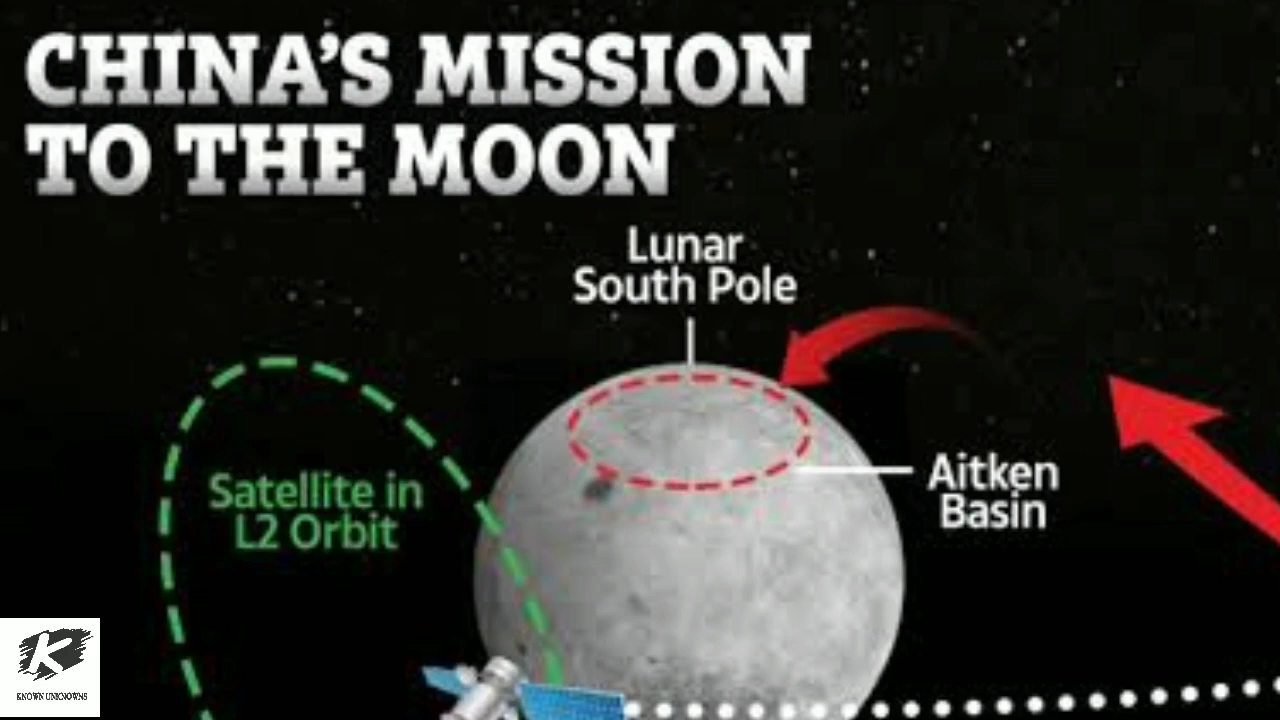 CHINA'S MISSION
TO THE MOON
Lunar
South Pole
Satellite in
L2 Orbit
Aitken
Basin
K
KNOWN UNKNOWNS